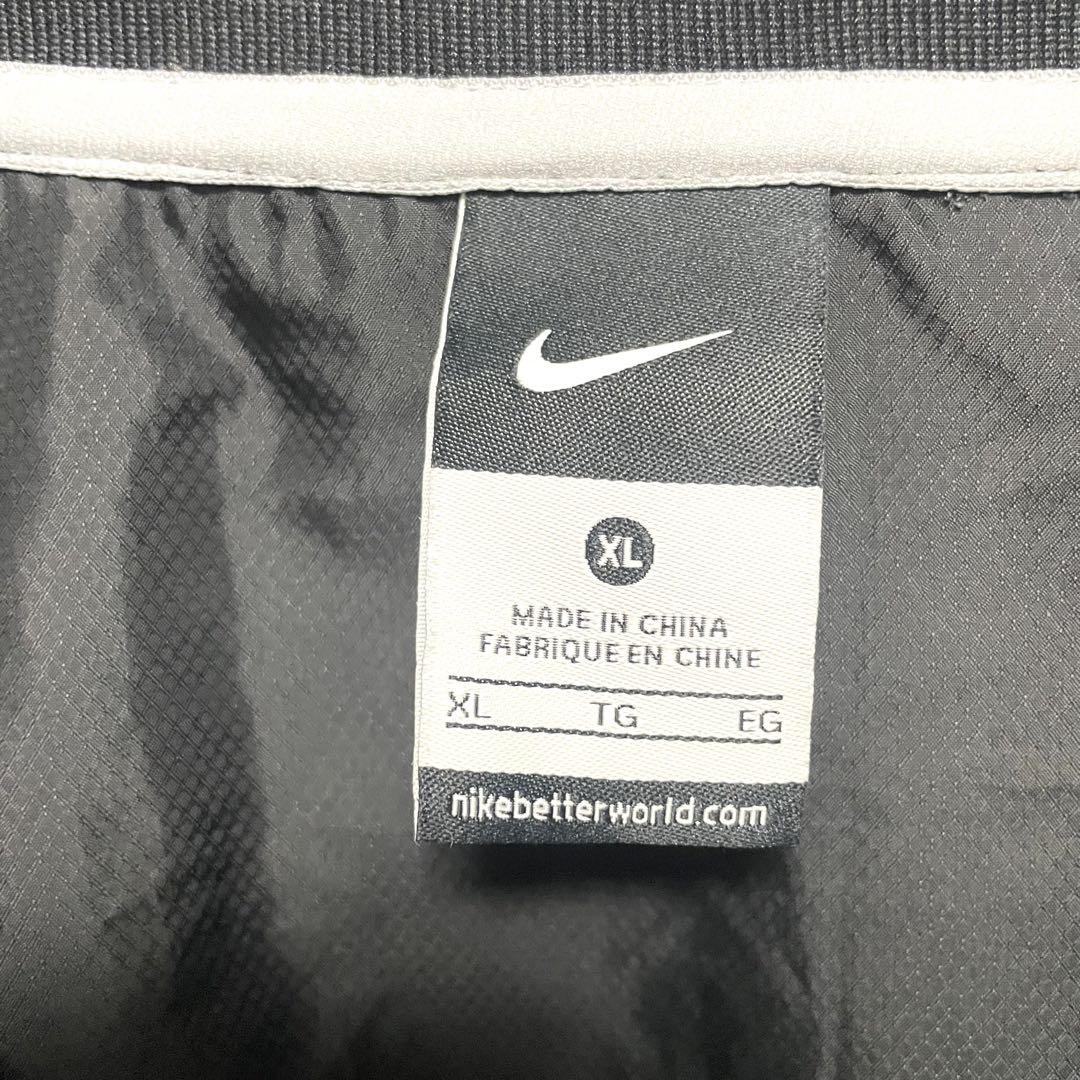 XL
MADE IN CHINA
FABRIQUE EN CHINE
XL TG EG
nikebetterworld.com